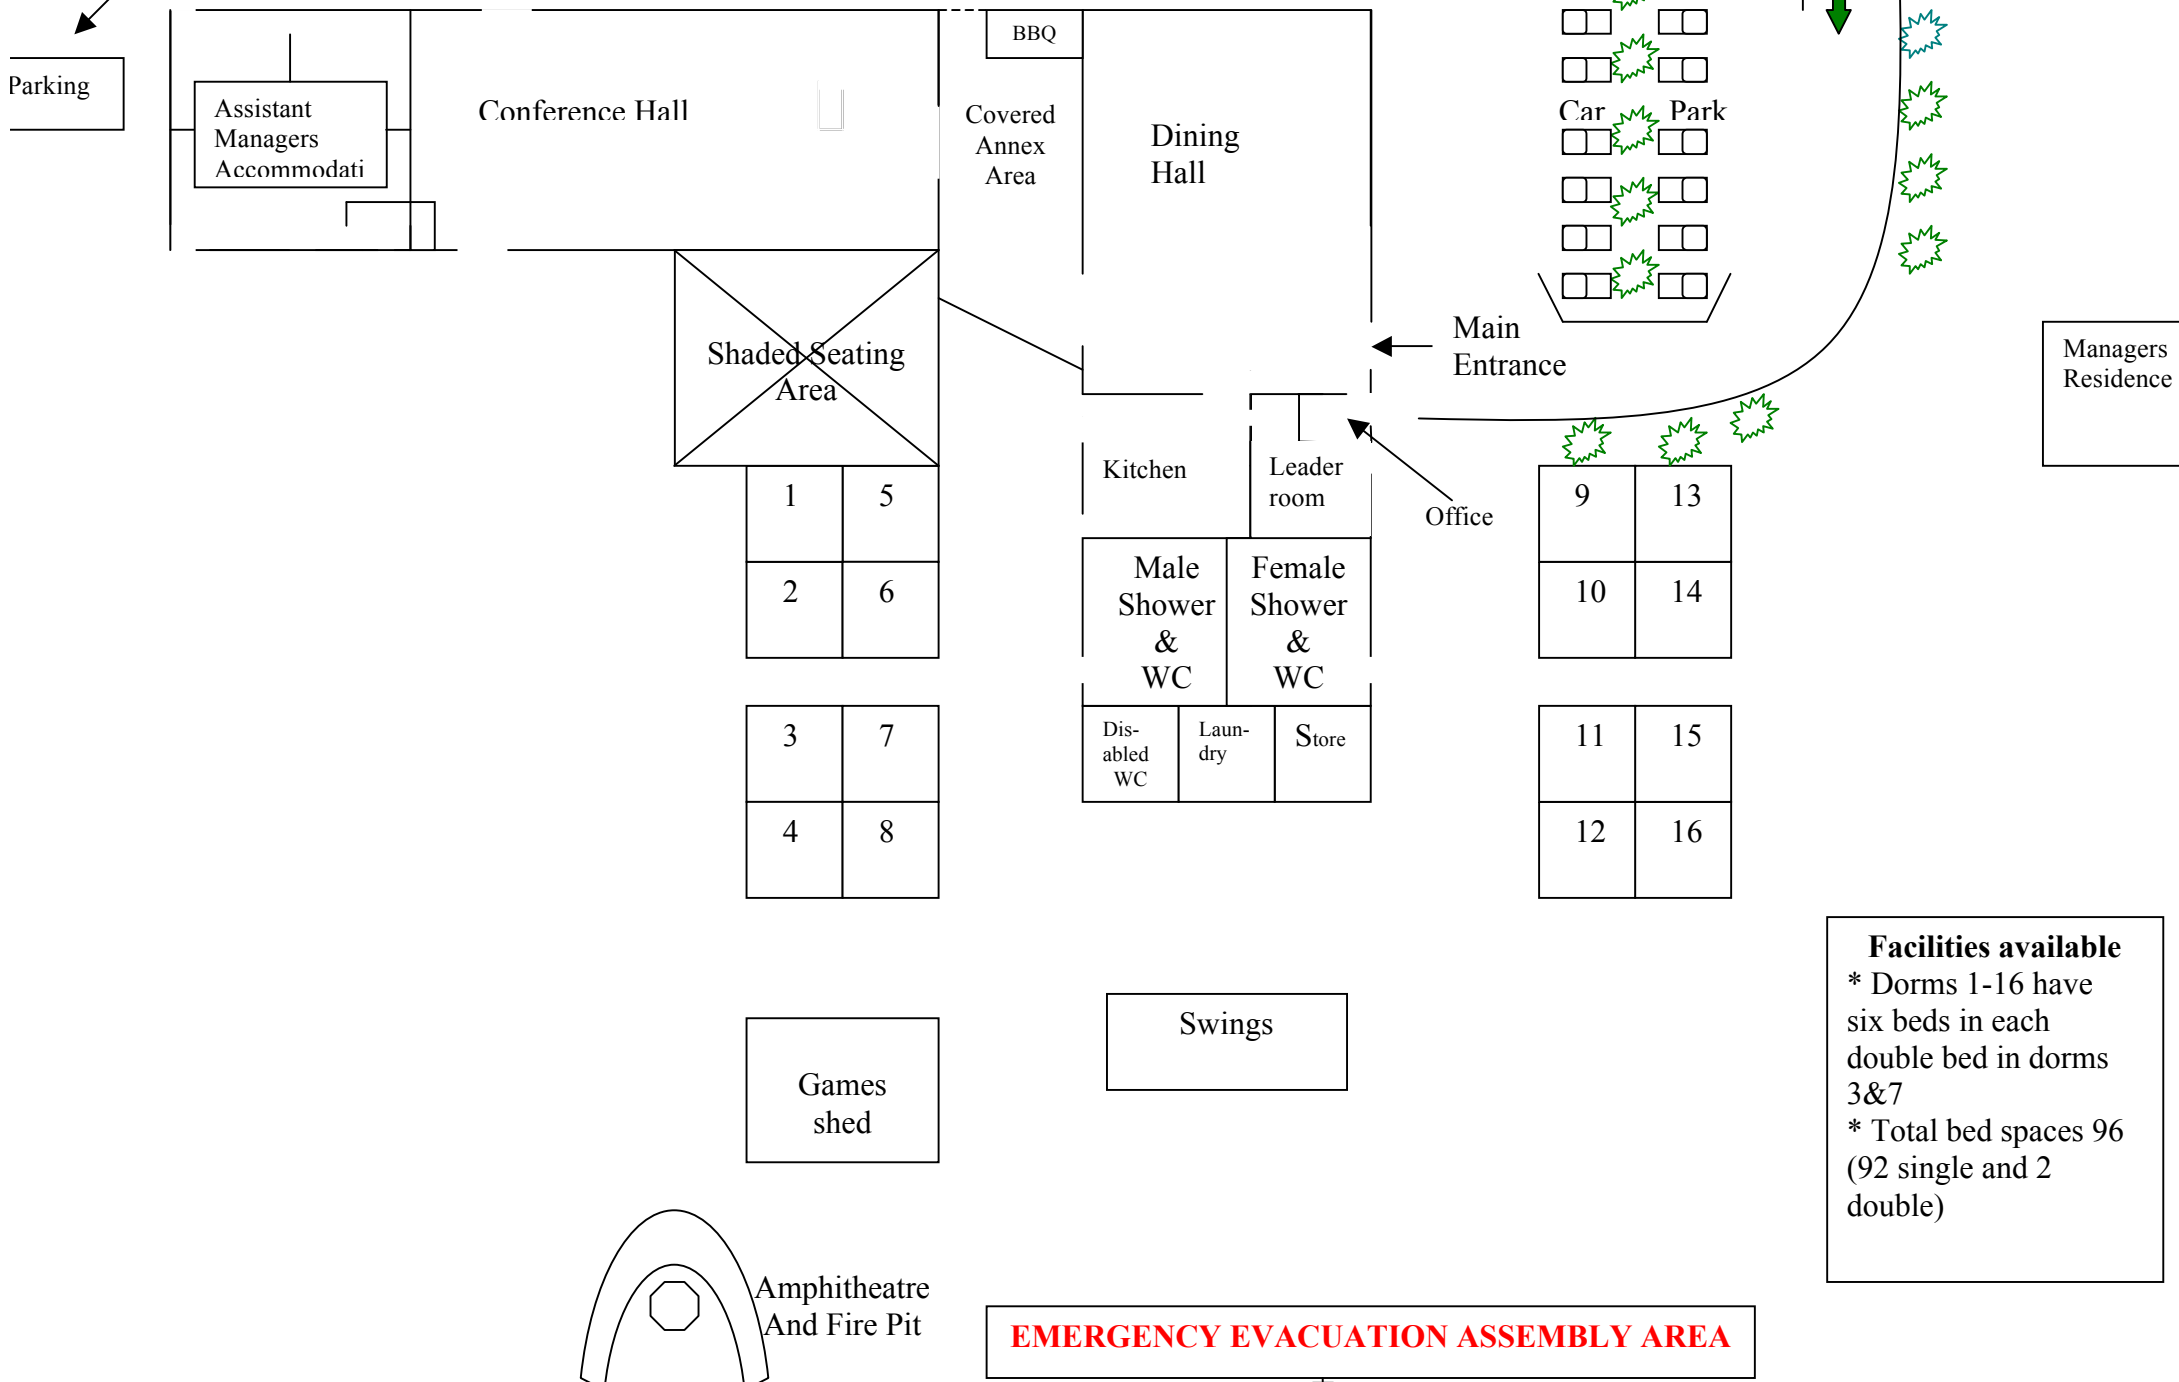 Parking
Assistant
Managers
Accommodati
Conference Hall
BBQ
Covered
Annex
Area
Dining
Hall
Car Park
Main
Entrance
Managers
Residence
Shaded Seating
Area
Kitchen
Leader
room
Office
1 5
2 6
3 7
4 8
Male
Shower
&
WC
Female
Shower
&
WC
Dis-
abled
WC
Laun-
dry
Store
9 13
10 14
11 15
12 16
Swings
Games
shed
Facilities available
* Dorms 1-16 have
six beds in each
double bed in dorms
3&7
* Total bed spaces 96
(92 single and 2
double)
Amphitheatre
And Fire Pit
EMERGENCY EVACUATION ASSEMBLY AREA